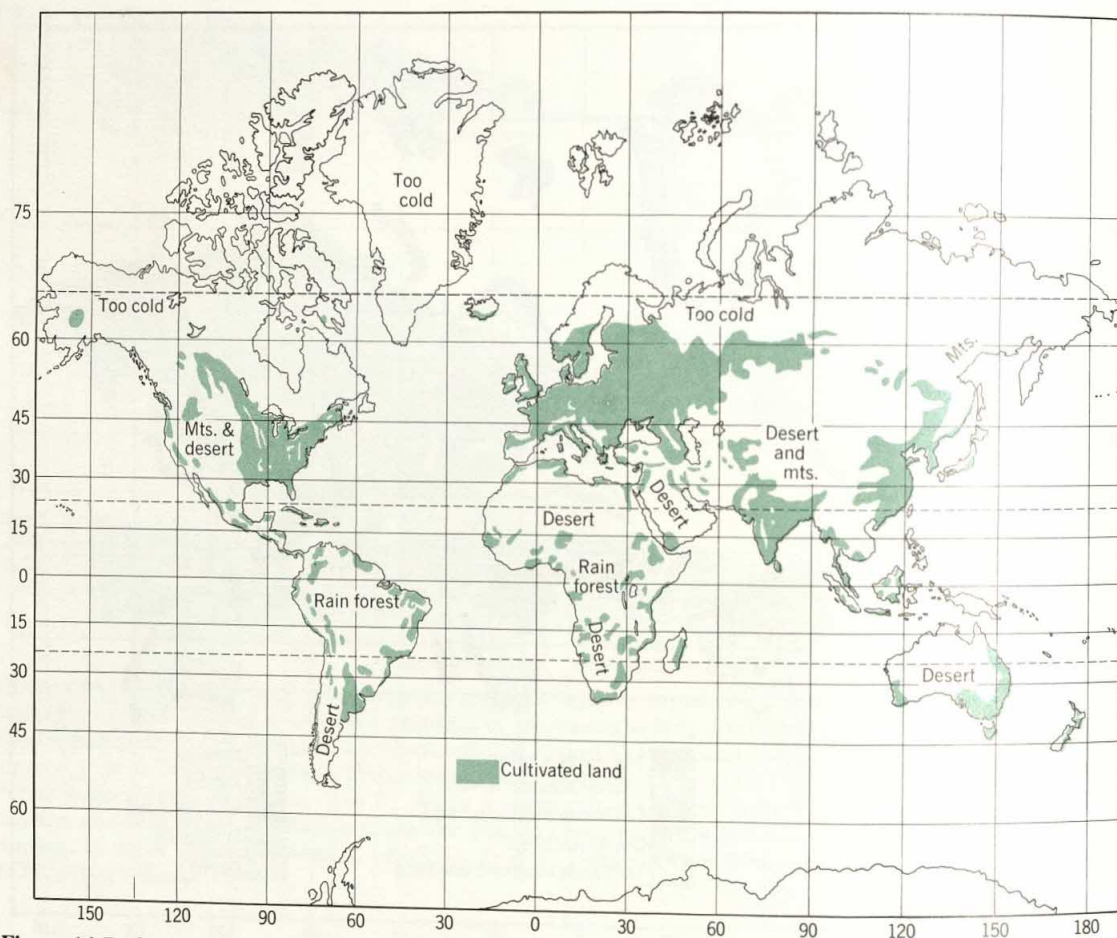 Too
cold
75
Too cold
Too cold
60
Mts.
45
Mts. &
desert
Desert
and
mts.
30
Desert
Desert
15
Rain
forest
0
Rain forest
15
Desert
Desert
30
Desert
45
Cultivated land
60
150 120 90 60 30 0 30 60 90 120 150 180